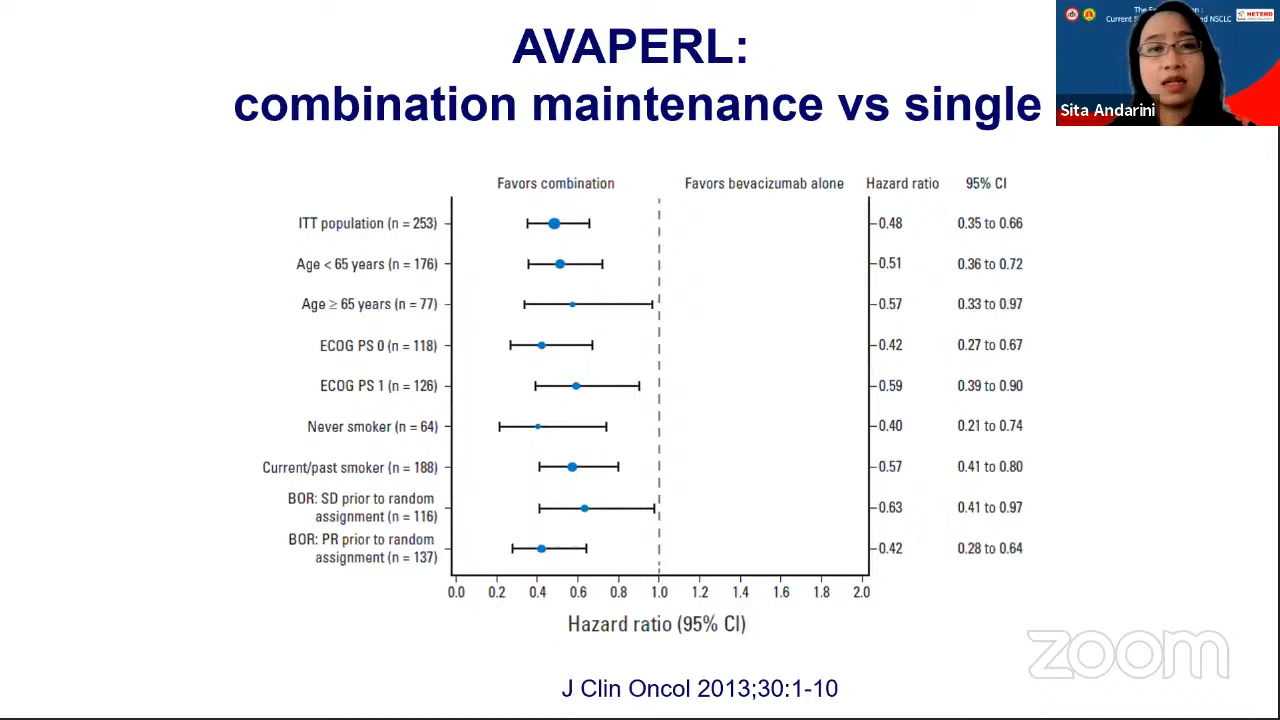 AVAPERL:
combination maintenance vs single
HETERO
Sita Andarini
Favors combination Favors bevacizumab alone Hazard ratio 95% CI
ITT population (n = 253) 0.48 0.35 to 0.66
Age < 65 years (n = 176) 0.51 0.36 to 0.72
Age ≥ 65 years (n = 77) 0.57 0.33 to 0.97
ECOG PS 0 (n = 118) 0.42 0.27 to 0.67
ECOG PS 1 (n = 126) 0.59 0.39 to 0.90
Never smoker (n = 64) 0.40 0.21 to 0.74
Current/past smoker (n = 188) 0.57 0.41 to 0.80
BOR: SD prior to random
assignment (n = 116) 0.63 0.41 to 0.97
BOR: PR prior to random
assignment (n = 137) 0.42 0.28 to 0.64
0.0 0.2 0.4 0.6 0.8 1.0 1.2 1.4 1.6 1.8 2.0
Hazard ratio (95% CI)
zoom
J Clin Oncol 2013;30:1-10